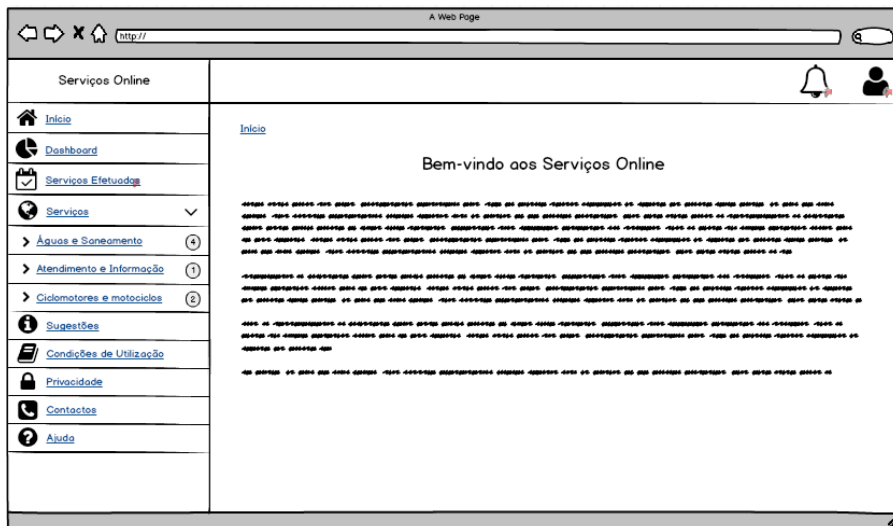 A Web Page
http://
Serviços Online
Início
Dashboard
Serviços Efetuados
Serviços
Águas e Saneamento 4
Atendimento e Informação 1
Ciclomotores e motociclos 2
Sugestões
Condições de Utilização
Privacidade
Contactos
Ajuda
Início
Bem-vindo aos Serviços Online